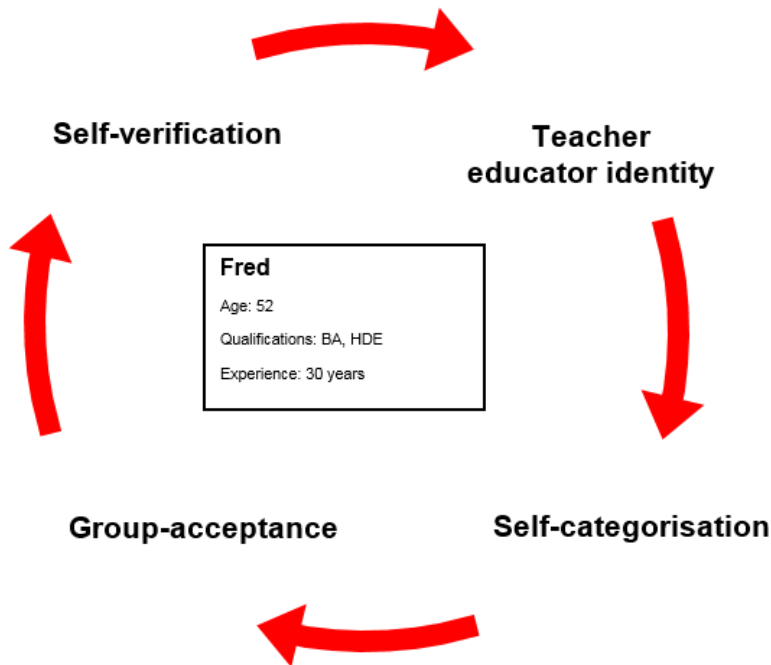 Self-verification
Teacher
educator identity
Fred
Age: 52
Qualifications: BA, HDE
Experience: 30 years
Group-acceptance
Self-categorisation